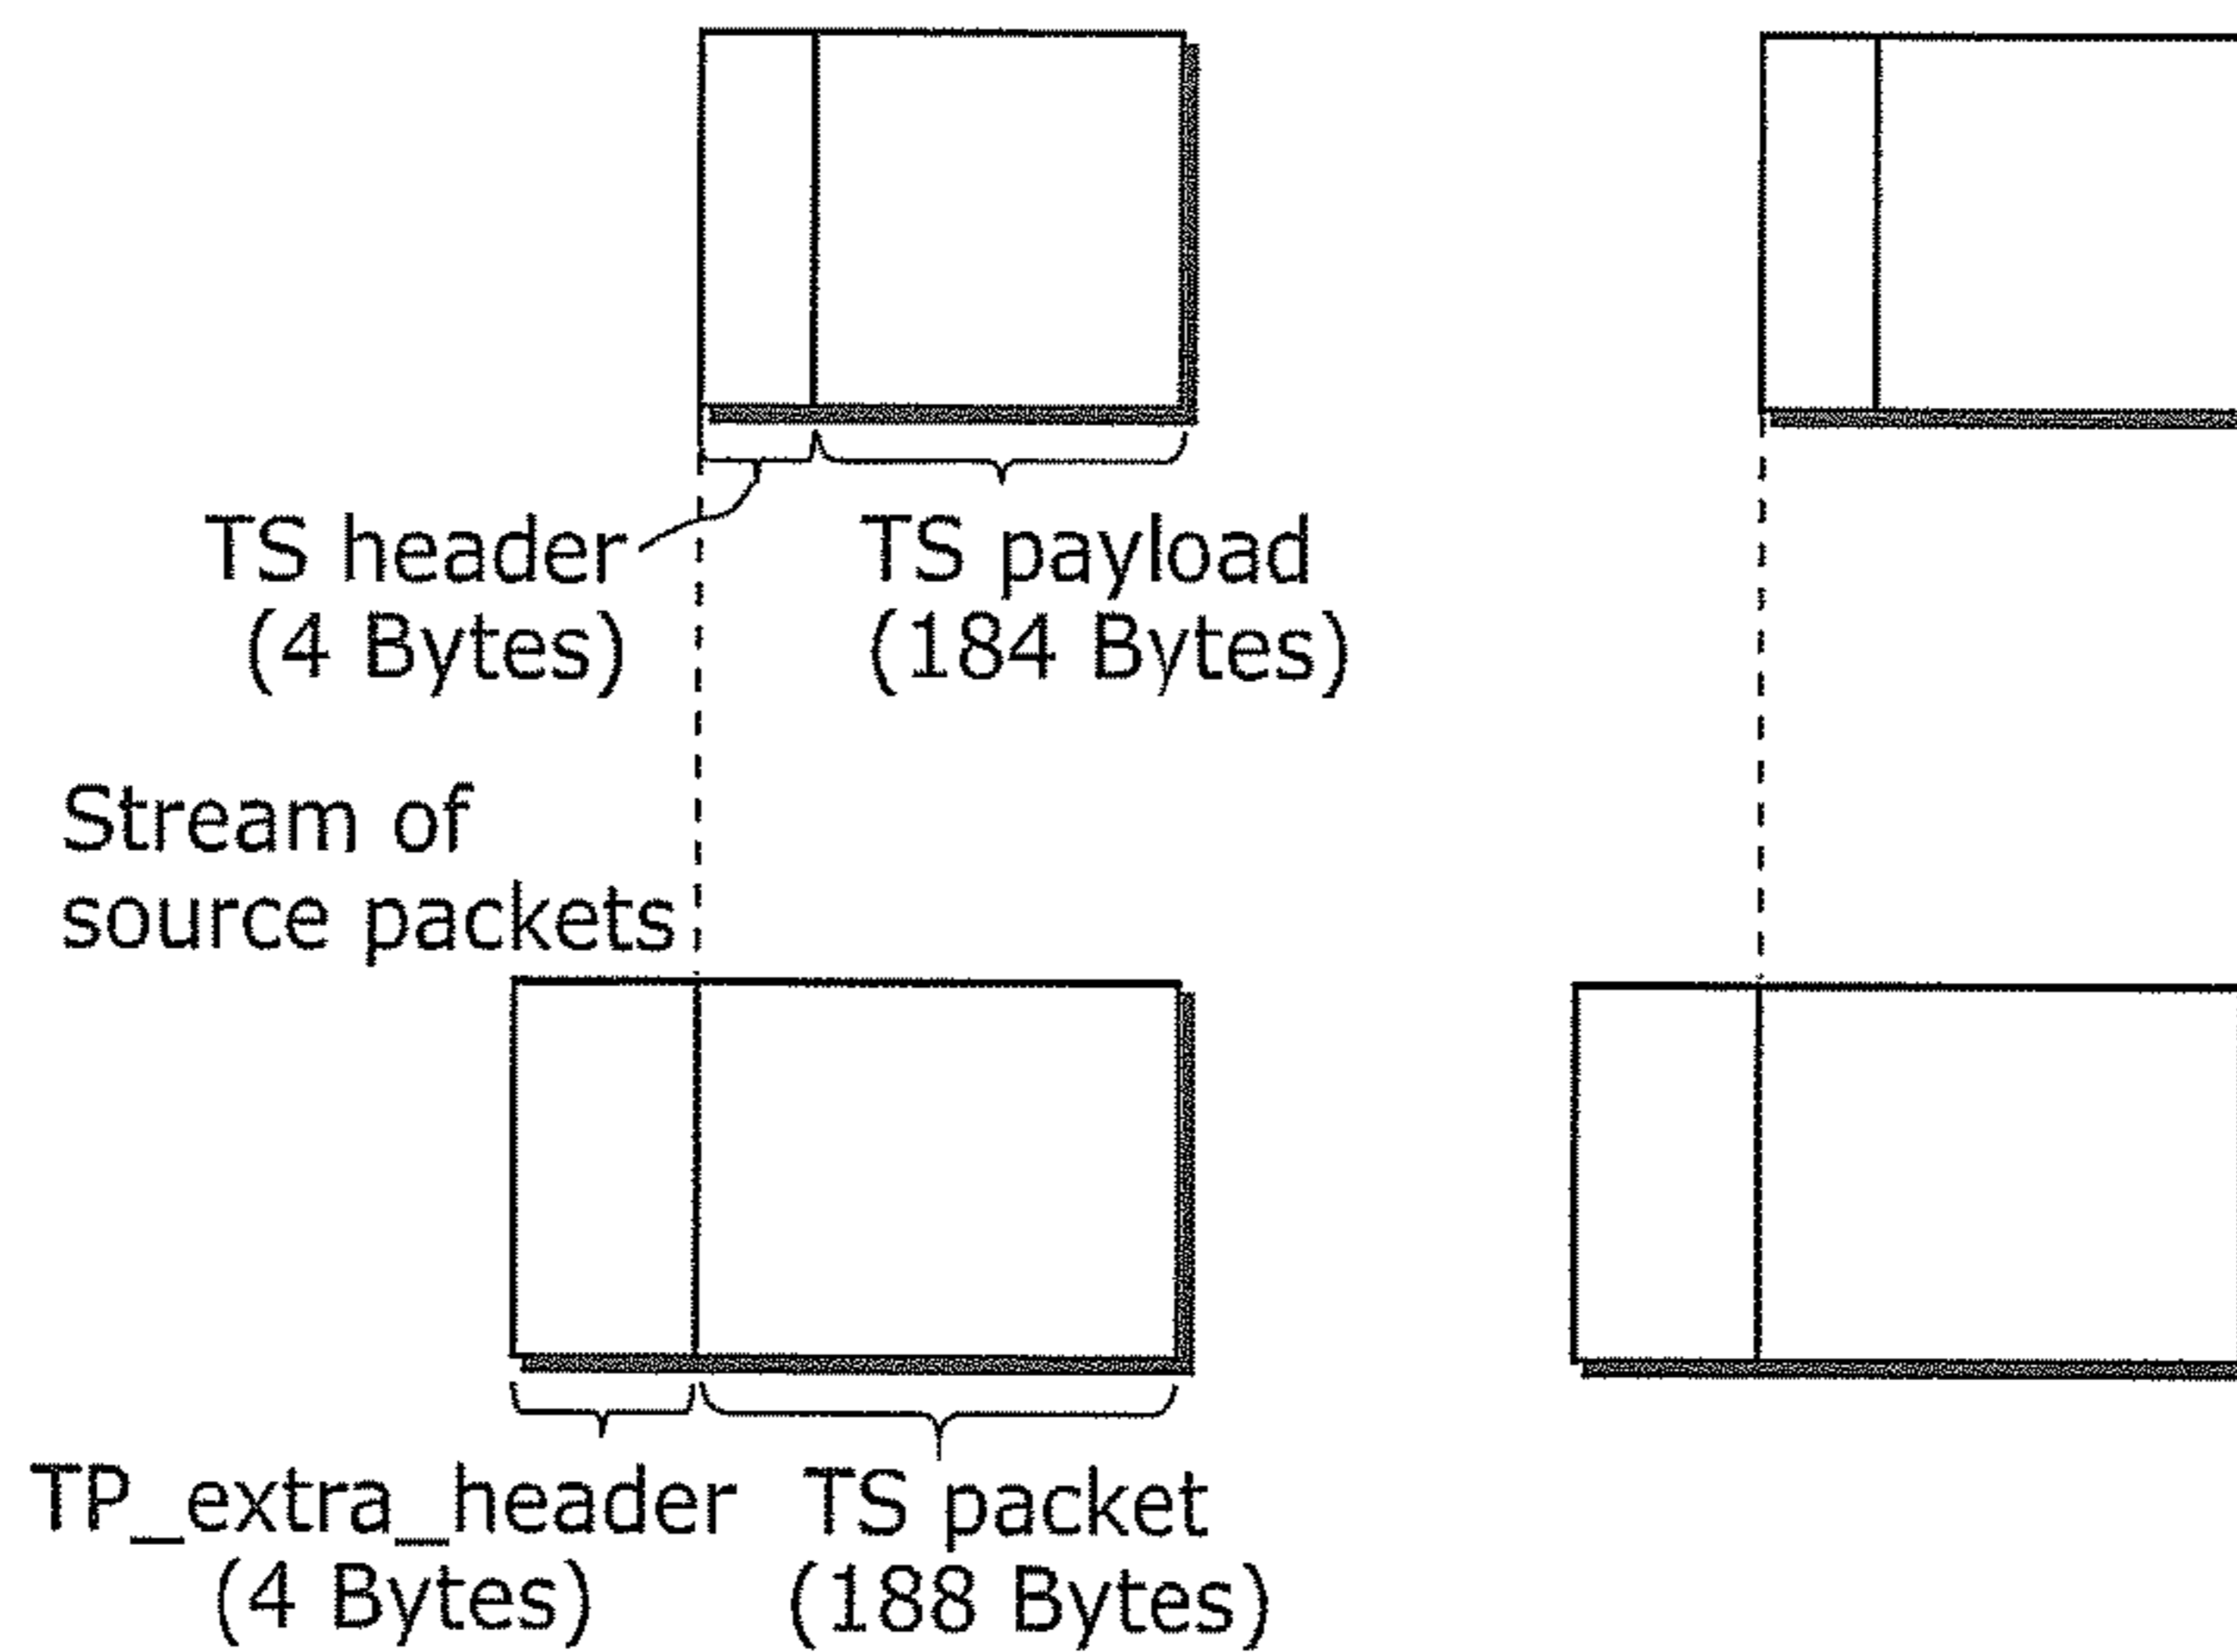 TS header
(4 Bytes)
TS payload
(184 Bytes)
Stream of
source packets
TP_extra_header
(4 Bytes)
TS packet
(188 Bytes)